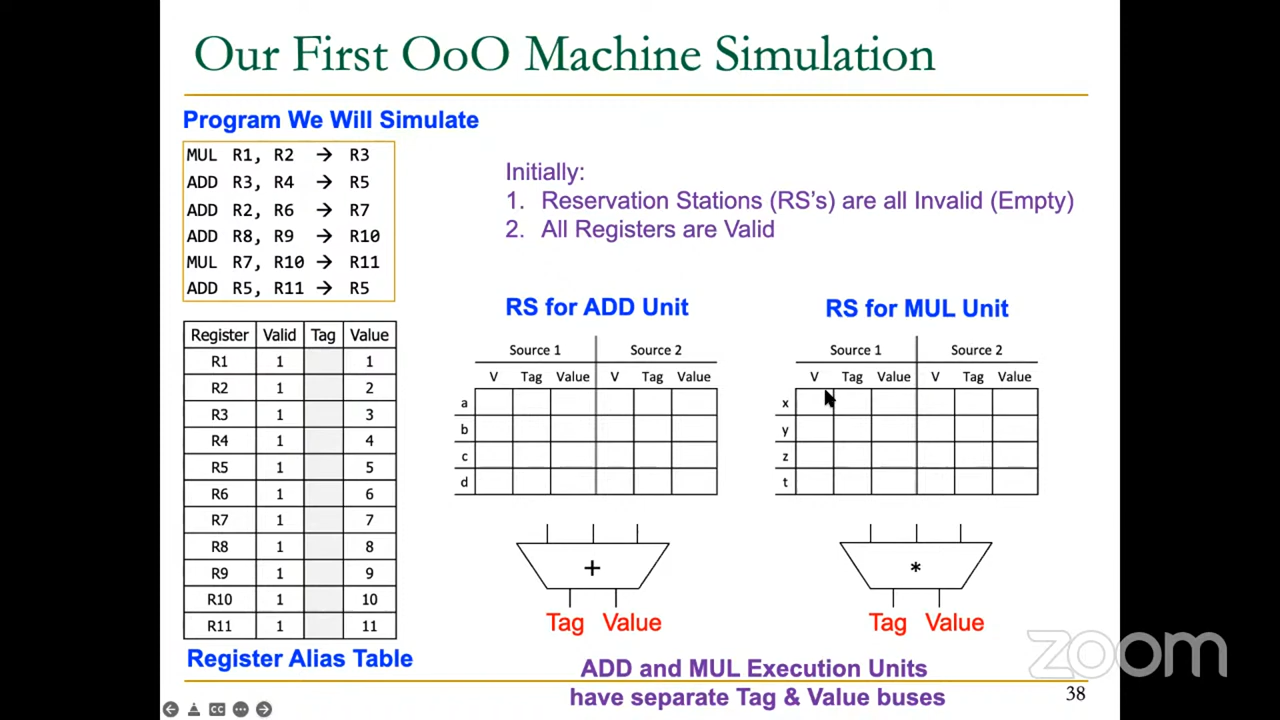 Our First OoO Machine Simulation
Program We Will Simulate
MUL R1, R2 → R3
ADD R3, R4 → R5
ADD R2, R6 → R7
ADD R8, R9 → R10
MUL R7, R10 → R11
ADD R5, R11 → R5
Initially:
1. Reservation Stations (RS's) are all Invalid (Empty)
2. All Registers are Valid
Register Valid Tag Value
R1 1 1
R2 1 2
R3 1 3
R4 1 4
R5 1 5
R6 1 6
R7 1 7
R8 1 8
R9 1 9
R10 1 10
R11 1 11
Register Alias Table
RS for ADD Unit
Source 1 Source 2
V Tag Value V Tag Value
a
b
c
d
+
Tag Value
RS for MUL Unit
Source 1 Source 2
V Tag Value V Tag Value
x
y
z
t
*
Tag Value
ADD and MUL Execution Units
have separate Tag & Value buses
38
zoom
CC